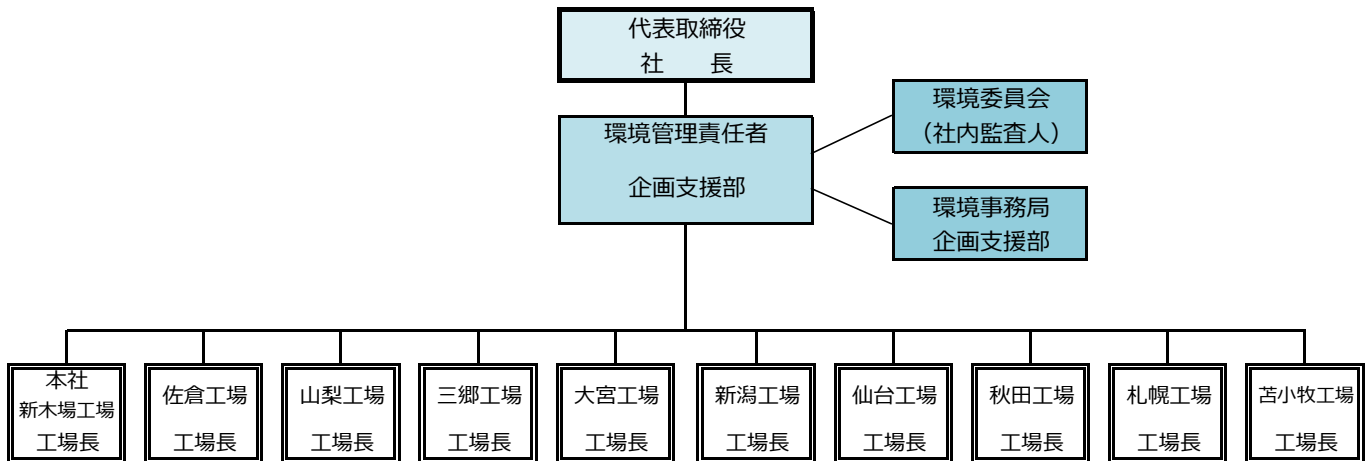 代表取締役
社　　長
環境管理責任者
企画支援部
環境委員会
（社内監査人）
環境事務局
企画支援部
本社
新木場工場
工場長
佐倉工場
工場長
山梨工場
工場長
三郷工場
工場長
大宮工場
工場長
新潟工場
工場長
仙台工場
工場長
秋田工場
工場長
札幌工場
工場長
苫小牧工場
工場長